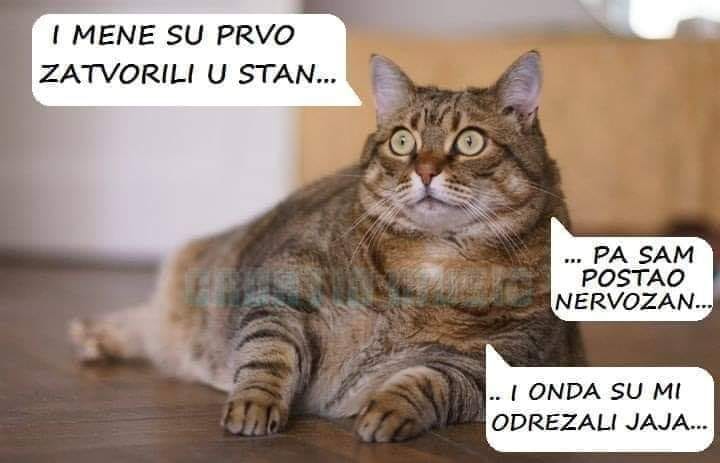 I MENE SU PRVO
ZATVORILI U STAN...
... PA SAM
POSTAO
NERVOZAN...
.. I ONDA SU MI
ODREZALI JAJA...